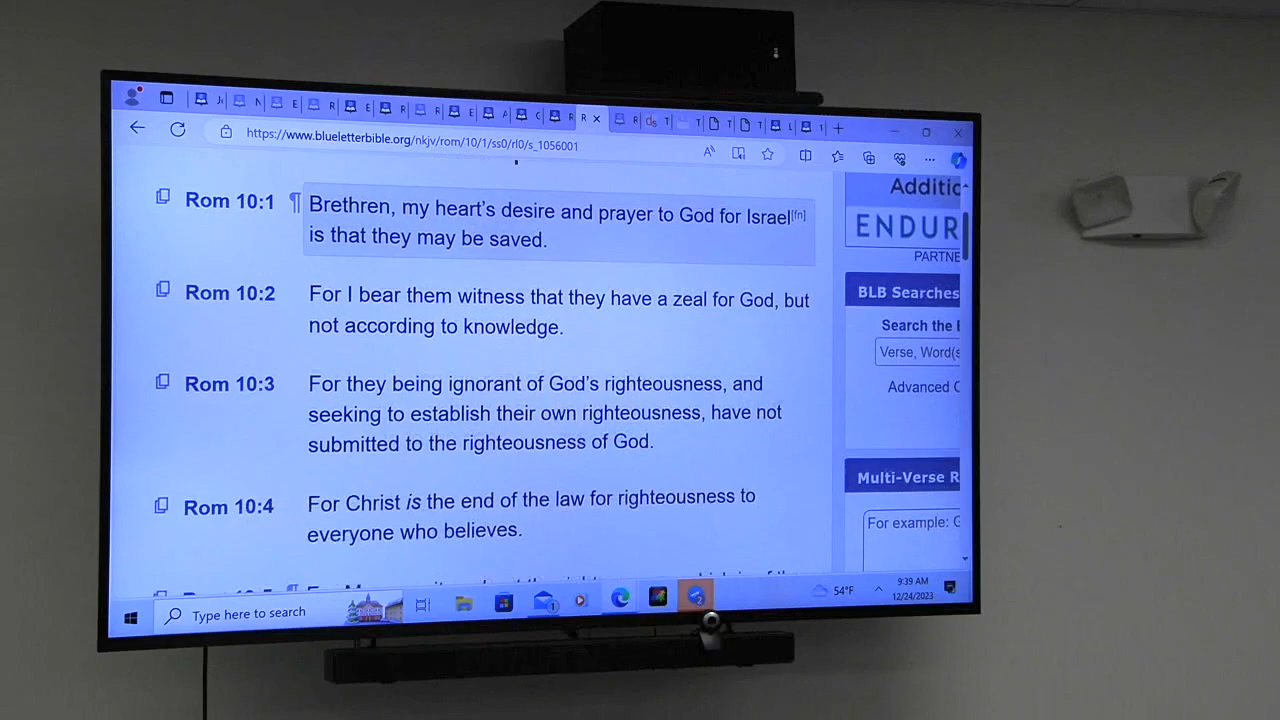 https://www.blueletterbible.org/nkjv/rom/10/1/ss0/rl0/s_1056001
Rom 10:1 ¶ Brethren, my heart's desire and prayer to God for Israel[fn]
is that they may be saved.
Rom 10:2 For I bear them witness that they have a zeal for God, but
not according to knowledge.
Rom 10:3 For they being ignorant of God's righteousness, and
seeking to establish their own righteousness, have not
submitted to the righteousness of God.
Rom 10:4 For Christ is the end of the law for righteousness to
everyone who believes.
Additic
ENDUR
PARTNE
BLB Searches
Search the
Verse, Word(s
Advanced
Multi-Verse R
For example:
Type here to search
54°F
9:39 AM
12/24/2023